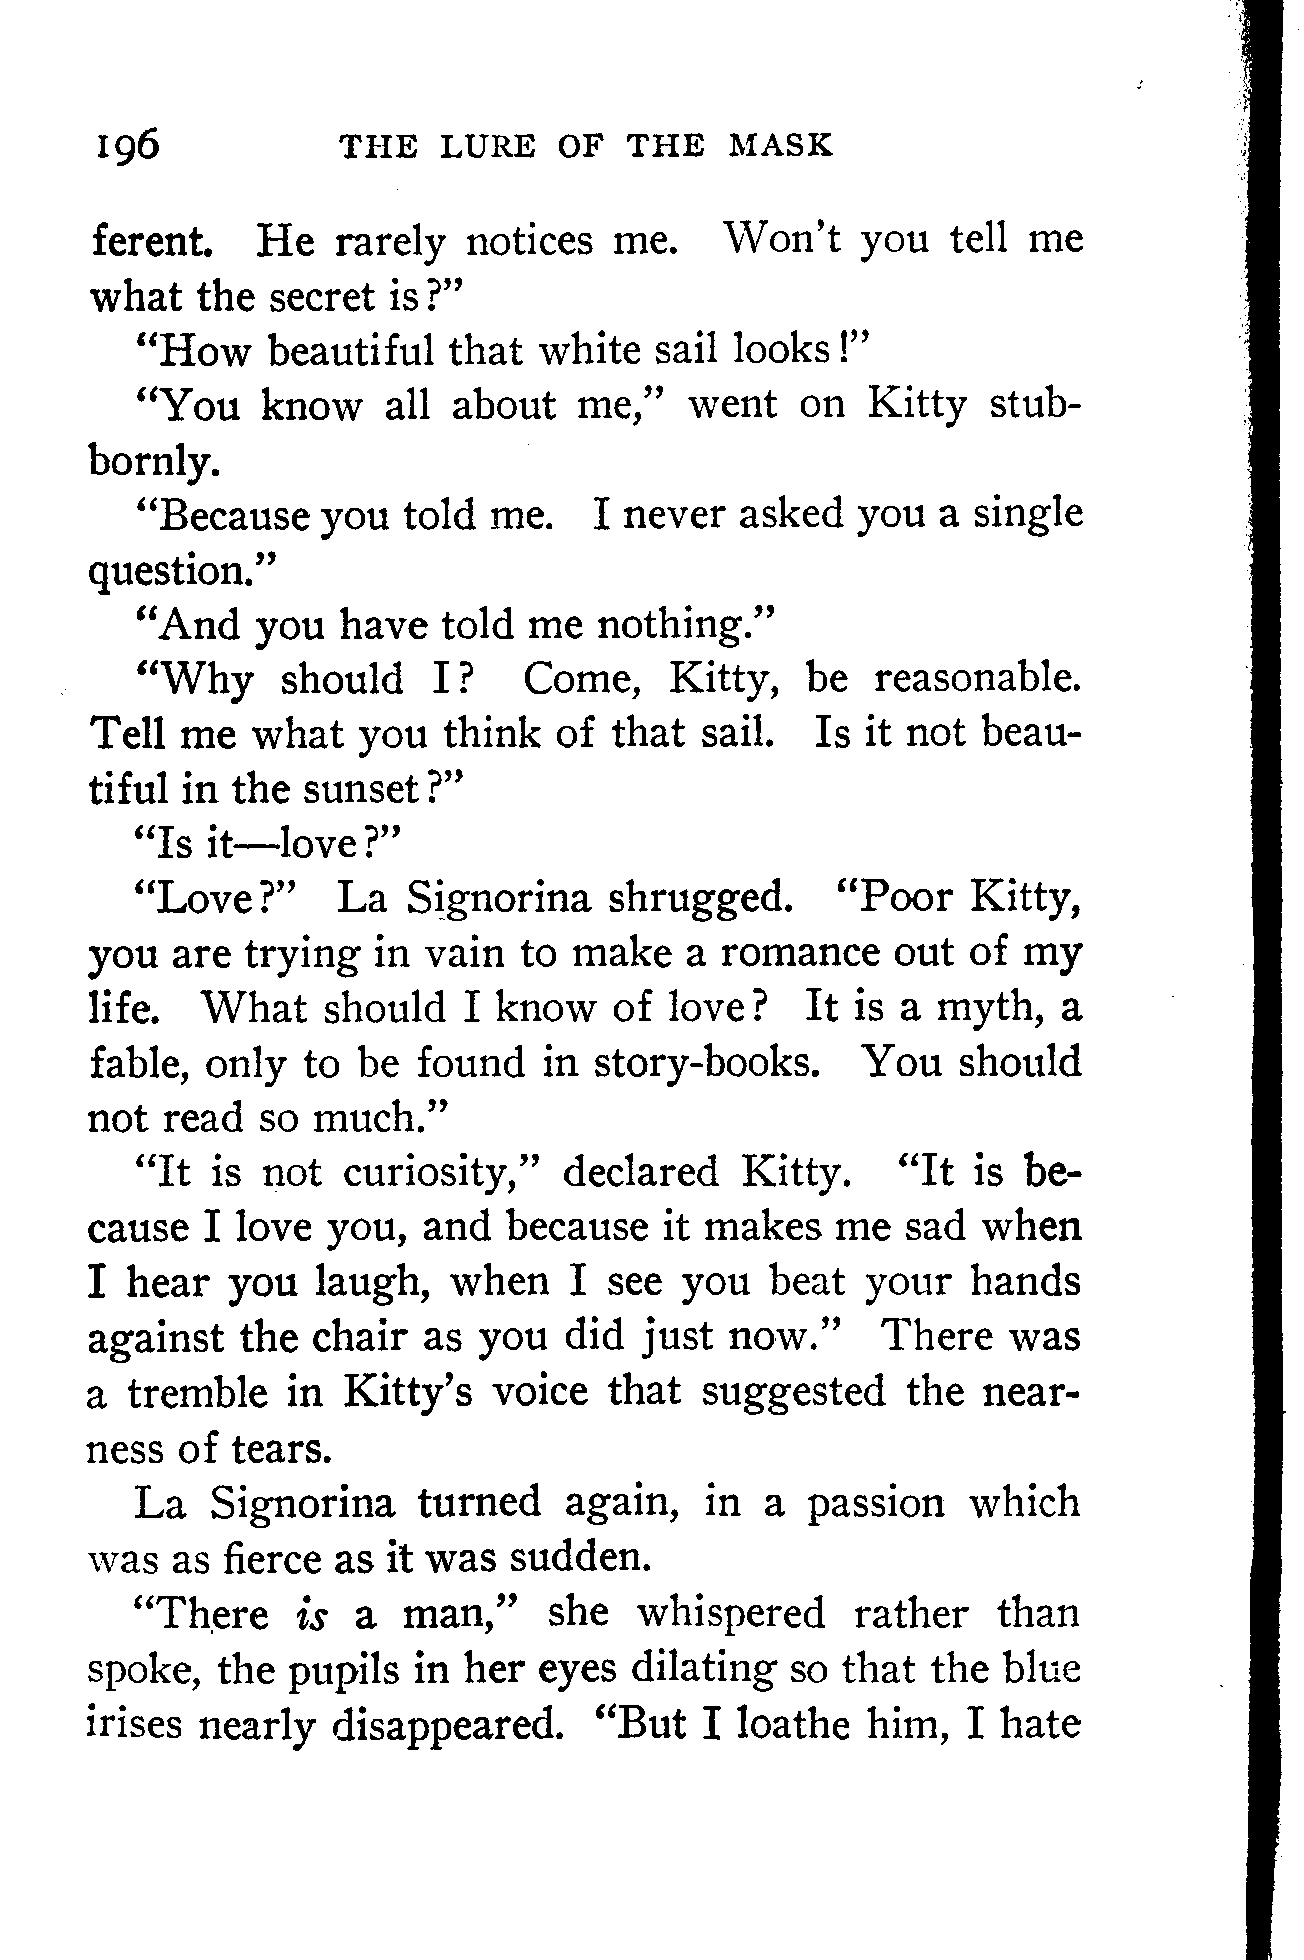 196 THE LURE OF THE MASK
ferent. He rarely notices me. Won't you tell me
what the secret is?"
"How beautiful that white sail looks!"
"You know all about me," went on Kitty stub-
bornly.
"Because you told me. I never asked you a single
question."
"And you have told me nothing."
"Why should I? Come, Kitty, be reasonable.
Tell me what you think of that sail. Is it not beau-
tiful in the sunset?"
"Is it—love?"
"Love?" La Signorina shrugged. "Poor Kitty,
you are trying in vain to make a romance out of my
life. What should I know of love? It is a myth, a
fable, only to be found in story-books. You should
not read so much."
"It is not curiosity," declared Kitty. "It is be-
cause I love you, and because it makes me sad when
I hear you laugh, when I see you beat your hands
against the chair as you did just now." There was
a tremble in Kitty's voice that suggested the near-
ness of tears.
La Signorina turned again, in a passion which
was as fierce as it was sudden.
"There is a man," she whispered rather than
spoke, the pupils in her eyes dilating so that the blue
irises nearly disappeared. "But I loathe him, I hate